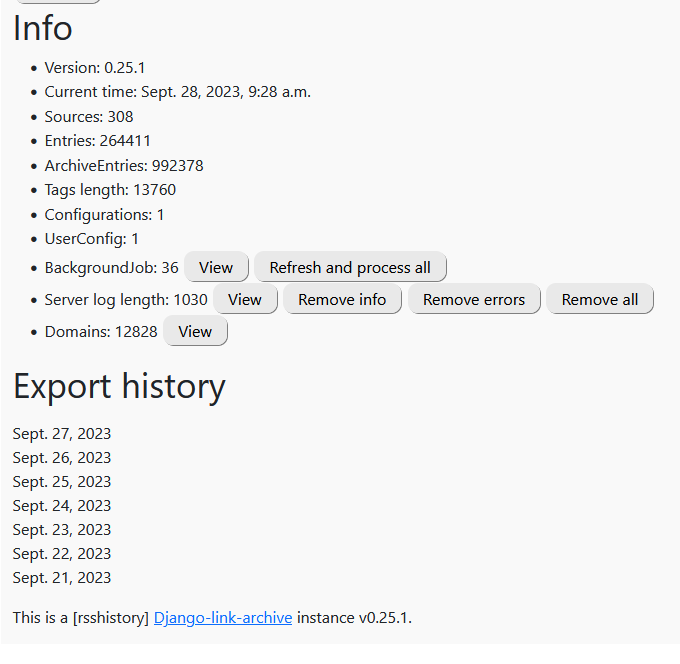 Info
• Version: 0.25.1
• Current time: Sept. 28, 2023, 9:28 a.m.
• Sources: 308
• Entries: 264411
• ArchiveEntries: 992378
• Tags length: 13760
• Configurations: 1
• UserConfig: 1
• BackgroundJob: 36 View Refresh and process all
• Server log length: 1030 View Remove info Remove errors Remove all
• Domains: 12828 View
Export history
Sept. 27, 2023
Sept. 26, 2023
Sept. 25, 2023
Sept. 24, 2023
Sept. 23, 2023
Sept. 22, 2023
Sept. 21, 2023
This is a [rsshistory] Django-link-archive instance v0.25.1.